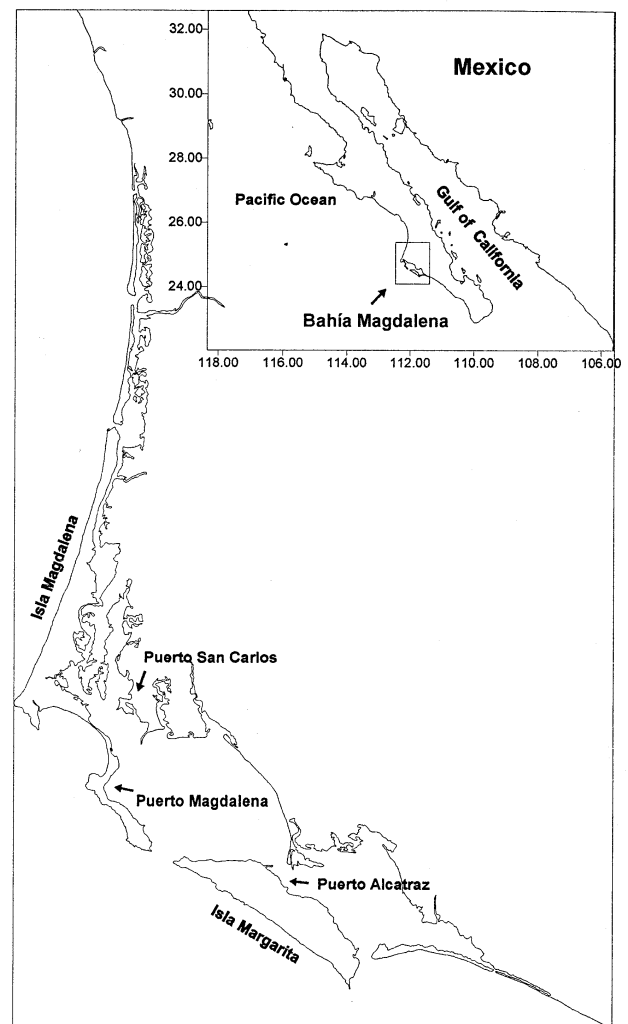 32.00
Mexico
30.00
28.00
Pacific Ocean
Gulf of California
26.00
24.00
Bahía Magdalena
118.00 116.00 114.00 112.00 110.00 108.00 106.00
Isla Magdalena
Puerto San Carlos
Puerto Magdalena
Puerto Alcatraz
Isla Margarita